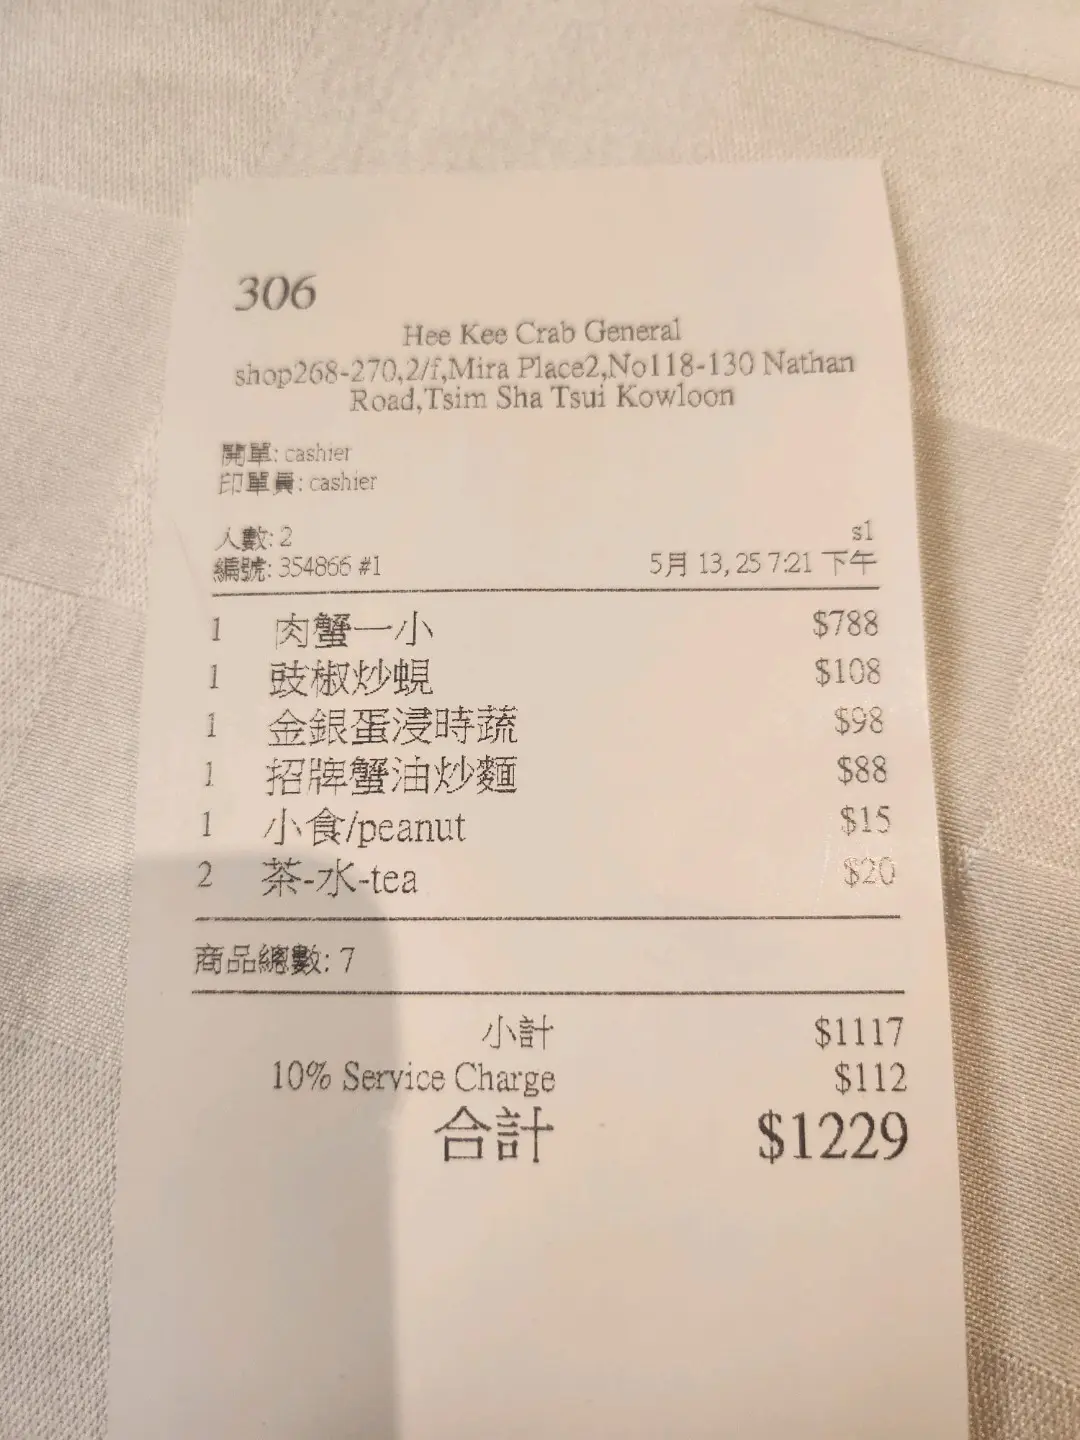 306
Hee Kee Crab General
shop268-270,2/f,Mira Place2,No118-130 Nathan
Road,Tsim Sha Tsui Kowloon
開單: cashier
印單員: cashier
人數: 2 s1
編號: 354866 #1 5月 13, 25 7:21 下午
1 肉蟹一小 $788
1 豉椒炒蜆 $108
1 金銀蛋浸時蔬 $98
1 招牌蟹油炒麵 $88
1 小食/peanut $15
2 茶-水-tea $20
商品總數: 7
小計 $1117
10% Service Charge $112
合計 $1229